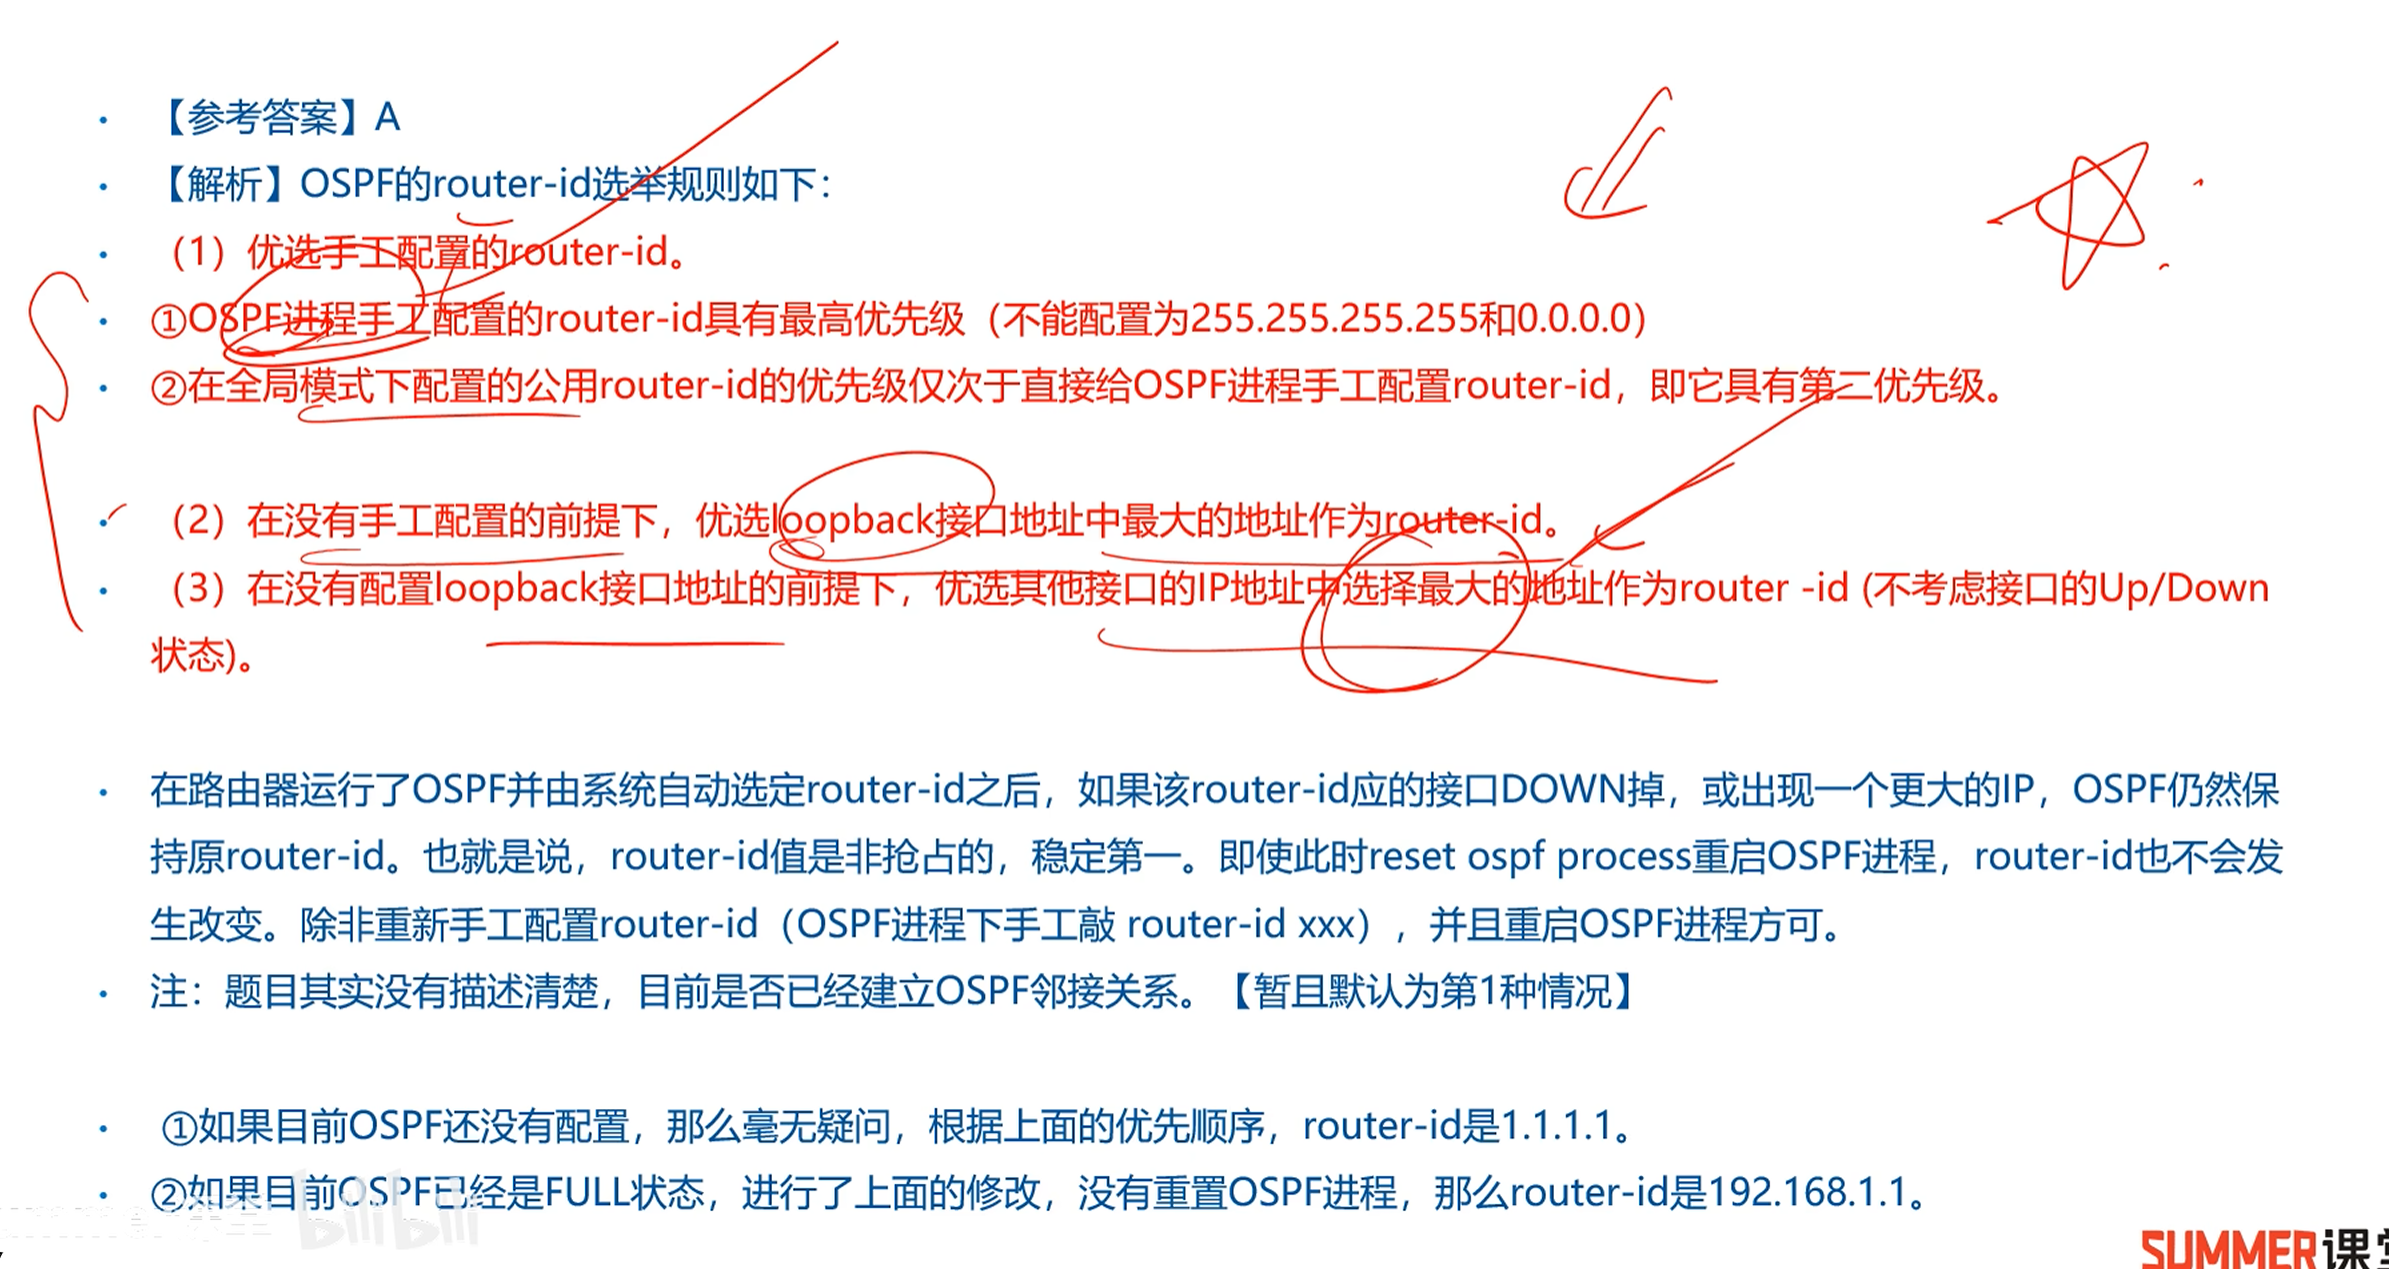 • 【参考答案】A
• 【解析】OSPF的router-id选举规则如下：
• （1）优选手工配置的router-id。
• ①OSPF进程手工配置的router-id具有最高优先级（不能配置为255.255.255.255和0.0.0.0）
• ②在全局模式下配置的公用router-id的优先级仅次于直接给OSPF进程手工配置router-id，即它具有第二优先级。
• （2）在没有手工配置的前提下，优选loopback接口地址中最大的地址作为router-id。
• （3）在没有配置loopback接口地址的前提下，优选其他接口的IP地址中选择最大的地址作为router -id (不考虑接口的Up/Down
状态)。
• 在路由器运行了OSPF并由系统自动选定router-id之后，如果该router-id应的接口DOWN掉，或出现一个更大的IP，OSPF仍然保
持原router-id。也就是说，router-id值是非抢占的，稳定第一。即使此时reset ospf process重启OSPF进程，router-id也不会发
生改变。除非重新手工配置router-id（OSPF进程下手工敲 router-id xxx），并且重启OSPF进程方可。
• 注：题目其实没有描述清楚，目前是否已经建立OSPF邻接关系。【暂且默认为第1种情况】
• ①如果目前OSPF还没有配置，那么毫无疑问，根据上面的优先顺序，router-id是1.1.1.1。
• ②如果目前OSPF已经是FULL状态，进行了上面的修改，没有重置OSPF进程，那么router-id是192.168.1.1。
bilibili
SUMMER课堂